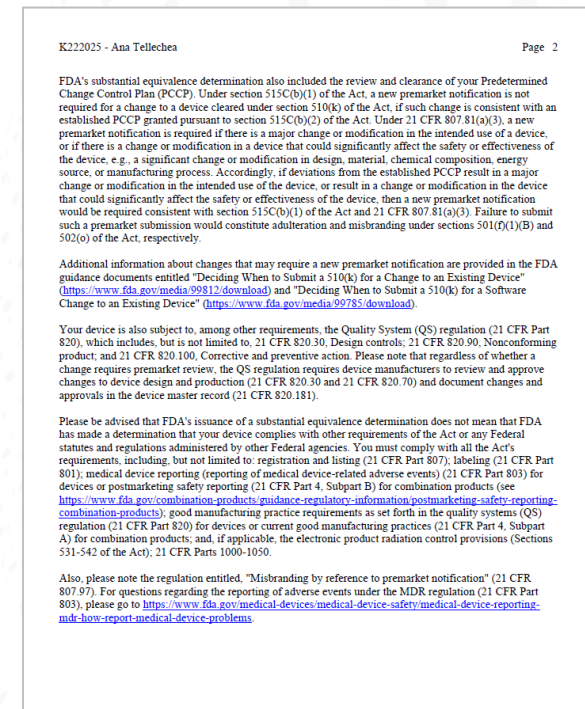 K222025 - Ana Tellechea Page 2
FDA's substantial equivalence determination also included the review and clearance of your Predetermined
Change Control Plan (PCCP). Under section 515C(b)(1) of the Act, a new premarket notification is not
required for a change to a device cleared under section 510(k) of the Act, if such change is consistent with an
established PCCP granted pursuant to section 515C(b)(2) of the Act. Under 21 CFR 807.81(a)(3), a new
premarket notification is required if there is a major change or modification in the intended use of a device,
or if there is a change or modification in a device that could significantly affect the safety or effectiveness of
the device, e.g., a significant change or modification in design, material, chemical composition, energy
source, or manufacturing process. Accordingly, if deviations from the established PCCP result in a major
change or modification in the intended use of the device, or result in a change or modification in the device
that could significantly affect the safety or effectiveness of the device, then a new premarket notification
would be required consistent with section 515C(b)(1) of the Act and 21 CFR 807.81(a)(3). Failure to submit
such a premarket submission would constitute adulteration and misbranding under sections 501(f)(1)(B) and
502(o) of the Act, respectively.
Additional information about changes that may require a new premarket notification are provided in the FDA
guidance documents entitled "Deciding When to Submit a 510(k) for a Change to an Existing Device"
(https://www.fda.gov/media/99812/download) and "Deciding When to Submit a 510(k) for a Software
Change to an Existing Device" (https://www.fda.gov/media/99785/download).
Your device is also subject to, among other requirements, the Quality System (QS) regulation (21 CFR Part
820), which includes, but is not limited to, 21 CFR 820.30, Design controls; 21 CFR 820.90, Nonconforming
product; and 21 CFR 820.100, Corrective and preventive action. Please note that regardless of whether a
change requires premarket review, the QS regulation requires device manufacturers to review and approve
changes to device design and production (21 CFR 820.30 and 21 CFR 820.70) and document changes and
approvals in the device master record (21 CFR 820.181).
Please be advised that FDA's issuance of a substantial equivalence determination does not mean that FDA
has made a determination that your device complies with other requirements of the Act or any Federal
statutes and regulations administered by other Federal agencies. You must comply with all the Act's
requirements, including, but not limited to: registration and listing (21 CFR Part 807); labeling (21 CFR Part
801); medical device reporting (reporting of medical device-related adverse events) (21 CFR Part 803) for
devices or postmarketing safety reporting (21 CFR Part 4, Subpart B) for combination products (see
https://www.fda.gov/combination-products/guidance-regulatory-information/postmarketing-safety-reporting-
combination-products); good manufacturing practice requirements as set forth in the quality systems (QS)
regulation (21 CFR Part 820) for devices or current good manufacturing practices (21 CFR Part 4, Subpart
A) for combination products; and, if applicable, the electronic product radiation control provisions (Sections
531-542 of the Act); 21 CFR Parts 1000-1050.
Also, please note the regulation entitled, "Misbranding by reference to premarket notification" (21 CFR
807.97). For questions regarding the reporting of adverse events under the MDR regulation (21 CFR Part
803), please go to https://www.fda.gov/medical-devices/medical-device-safety/medical-device-reporting-
mdr-how-report-medical-device-problems.